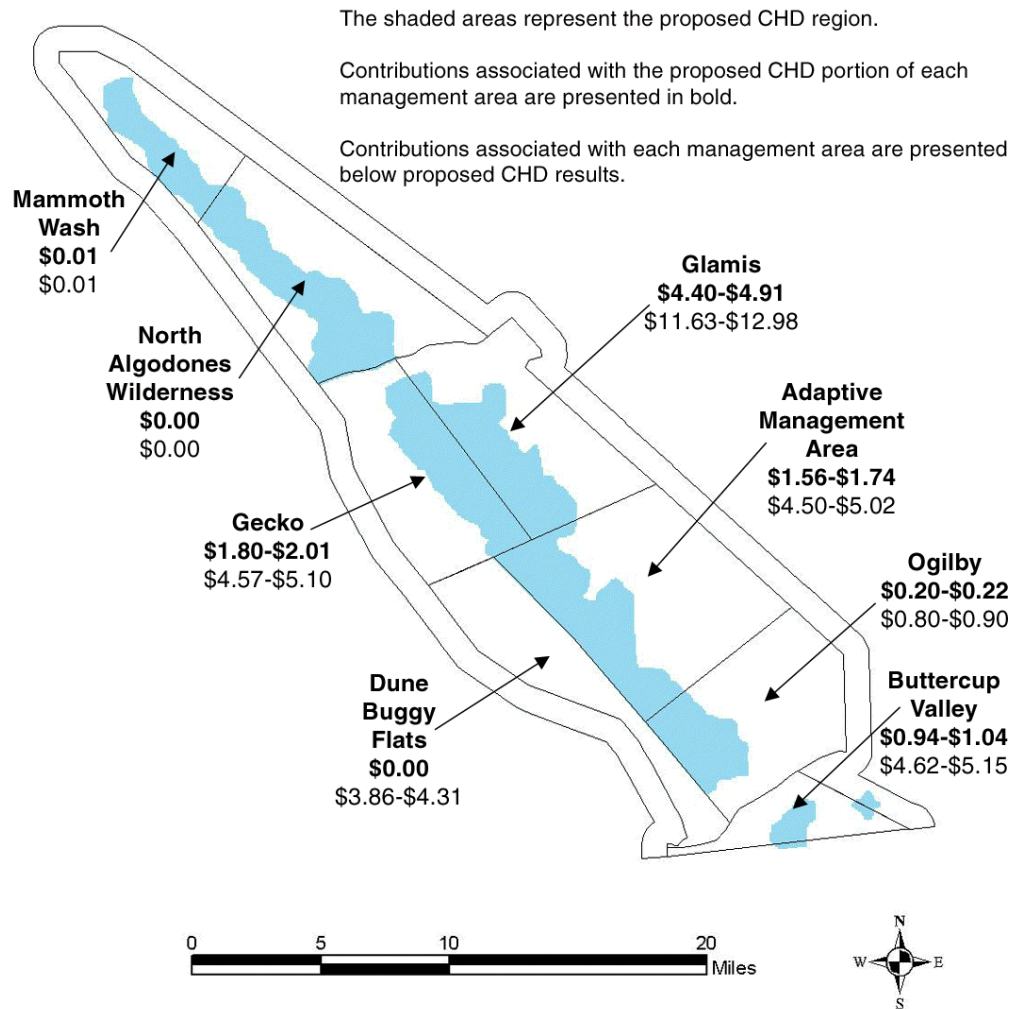 The shaded areas represent the proposed CHD region.
Contributions associated with the proposed CHD portion of each
management area are presented in bold.
Contributions associated with each management area are presented
below proposed CHD results.
Mammoth
Wash
$0.01
$0.01
North
Algodones
Wilderness
$0.00
$0.00
Glamis
$4.40-$4.91
$11.63-$12.98
Adaptive
Management
Area
$1.56-$1.74
$4.50-$5.02
Gecko
$1.80-$2.01
$4.57-$5.10
Ogilby
$0.20-$0.22
$0.80-$0.90
Dune
Buggy
Flats
$0.00
$3.86-$4.31
Buttercup
Valley
$0.94-$1.04
$4.62-$5.15
0 5 10 20
Miles
N
W E
S